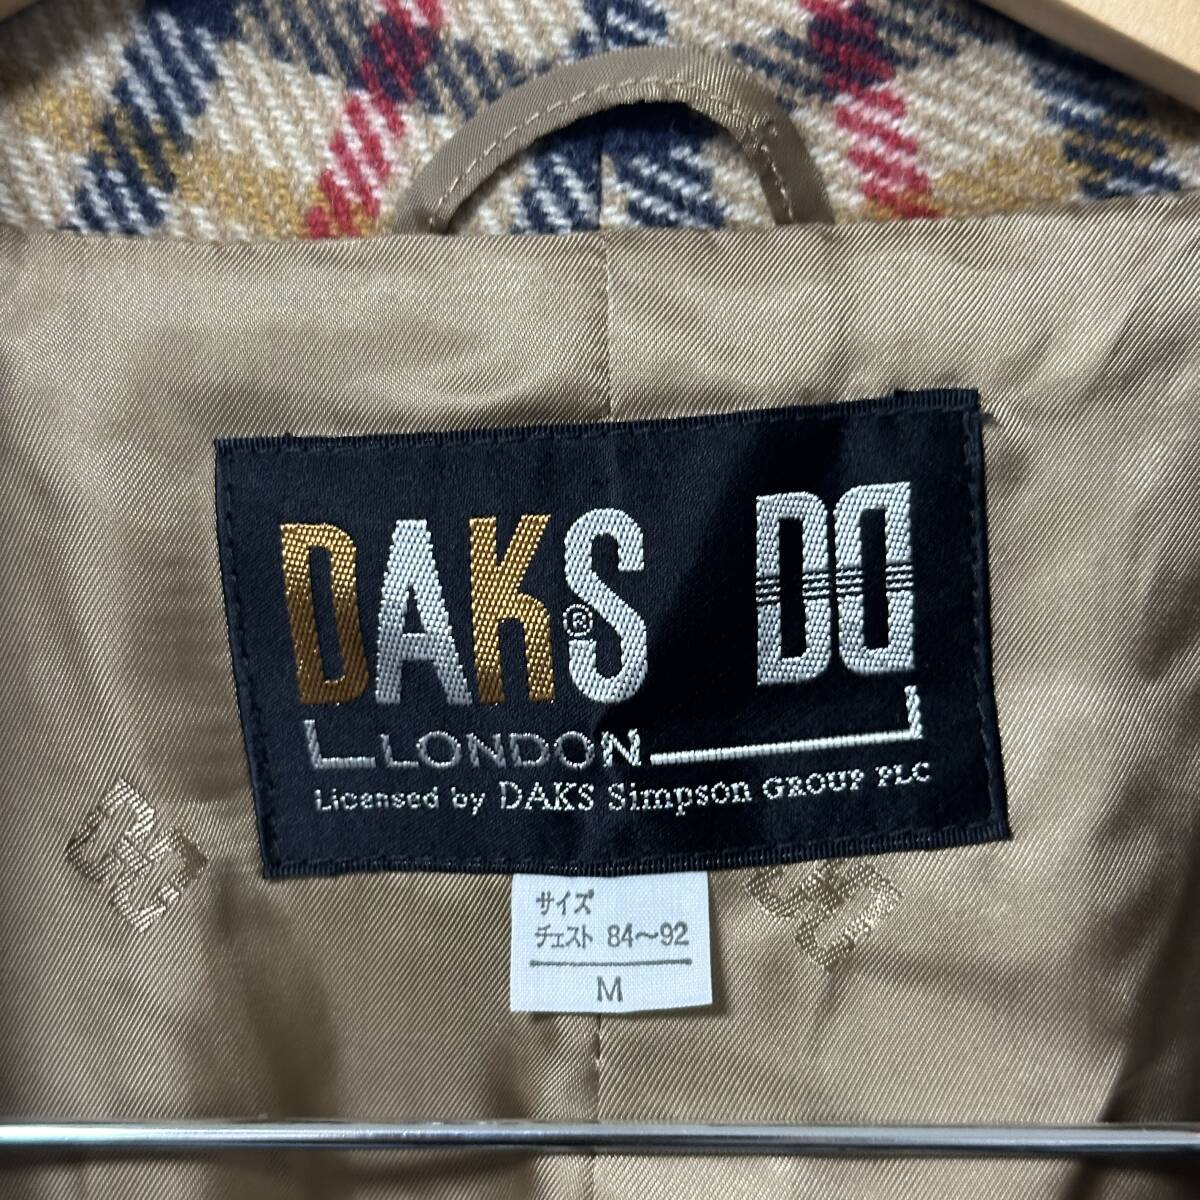 DAKS® DD
LONDON
Licensed by DAKS Simpson GROUP PLC
サイズ
チェスト 84～92
M